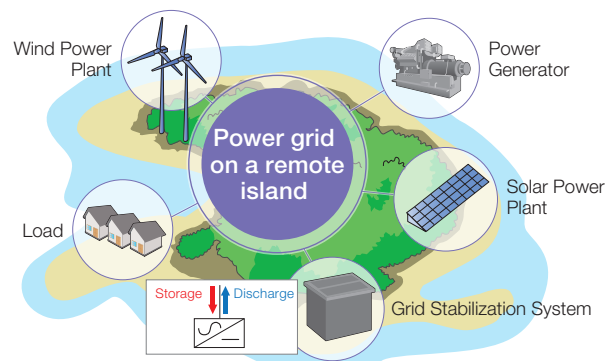 Wind Power
Plant
Power
Generator
Power grid
on a remote
island
Solar Power
Plant
Load
Storage
Discharge
Grid Stabilization System